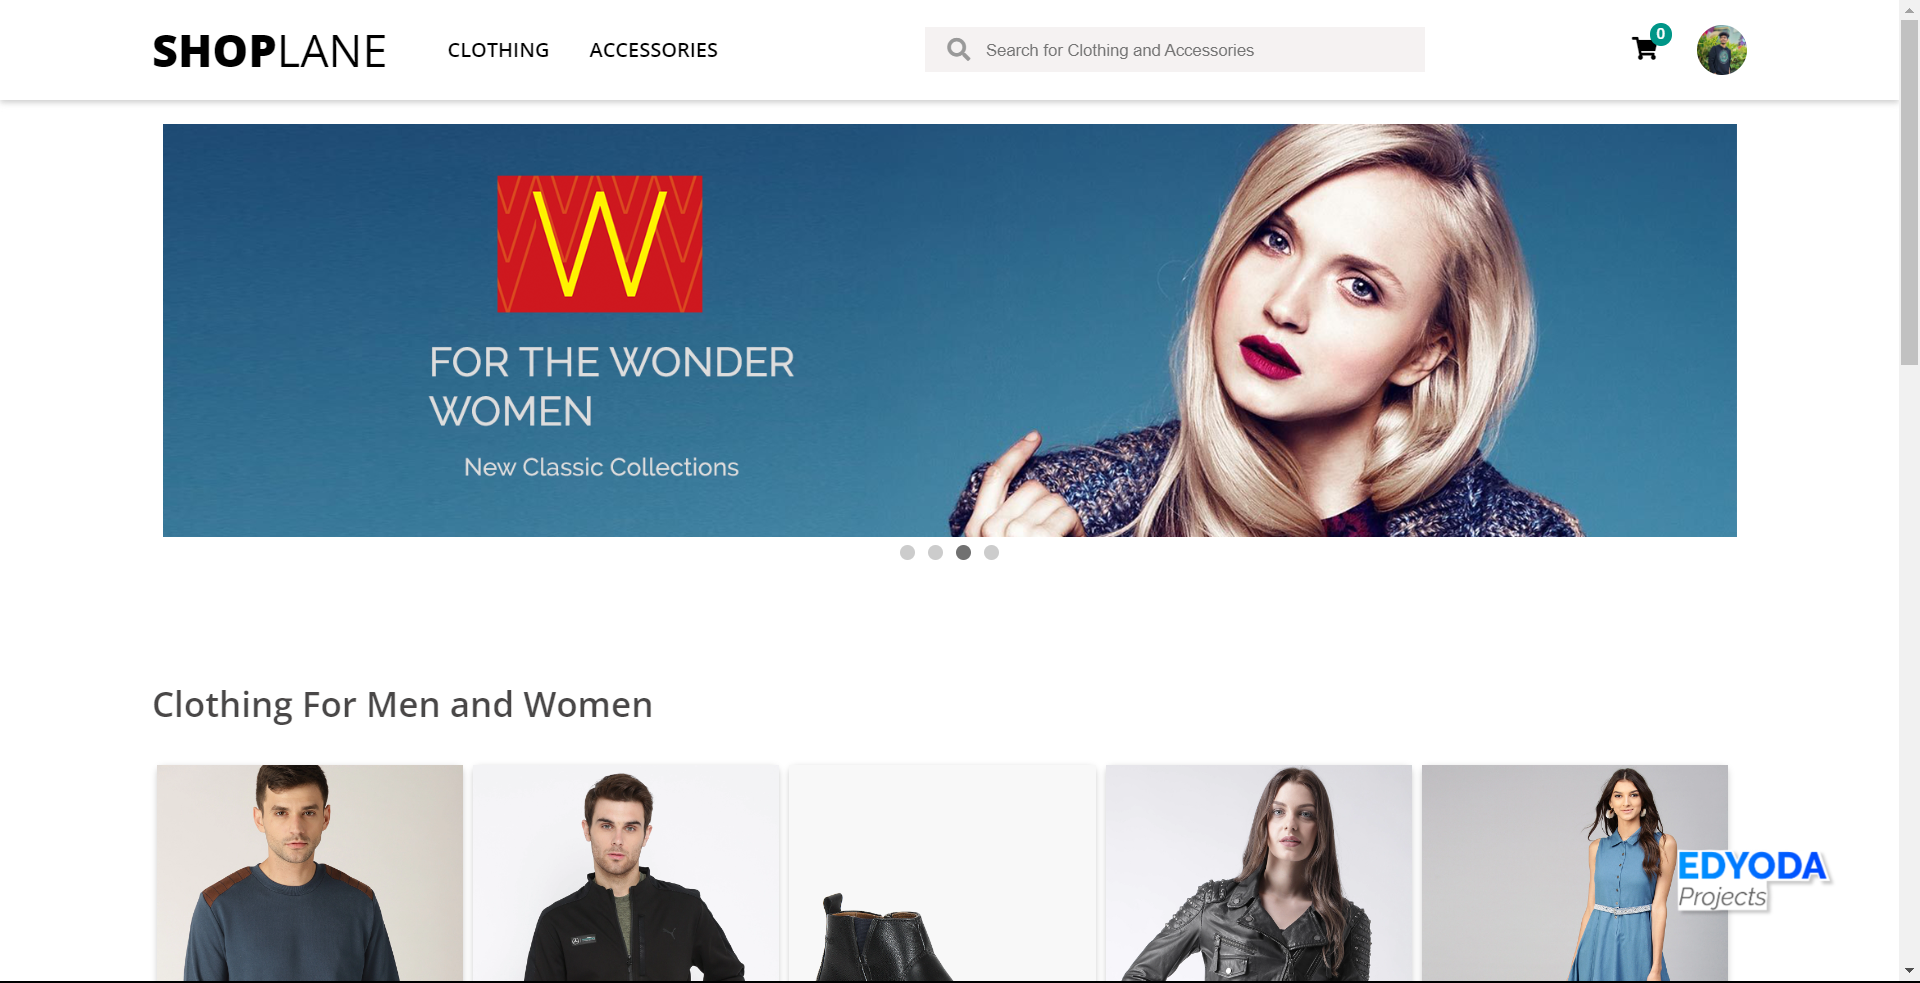 SHOPLANE
CLOTHING
ACCESSORIES
Search for Clothing and Accessories
0
W
FOR THE WONDER
WOMEN
New Classic Collections
Clothing For Men and Women
EDYODA
Projects